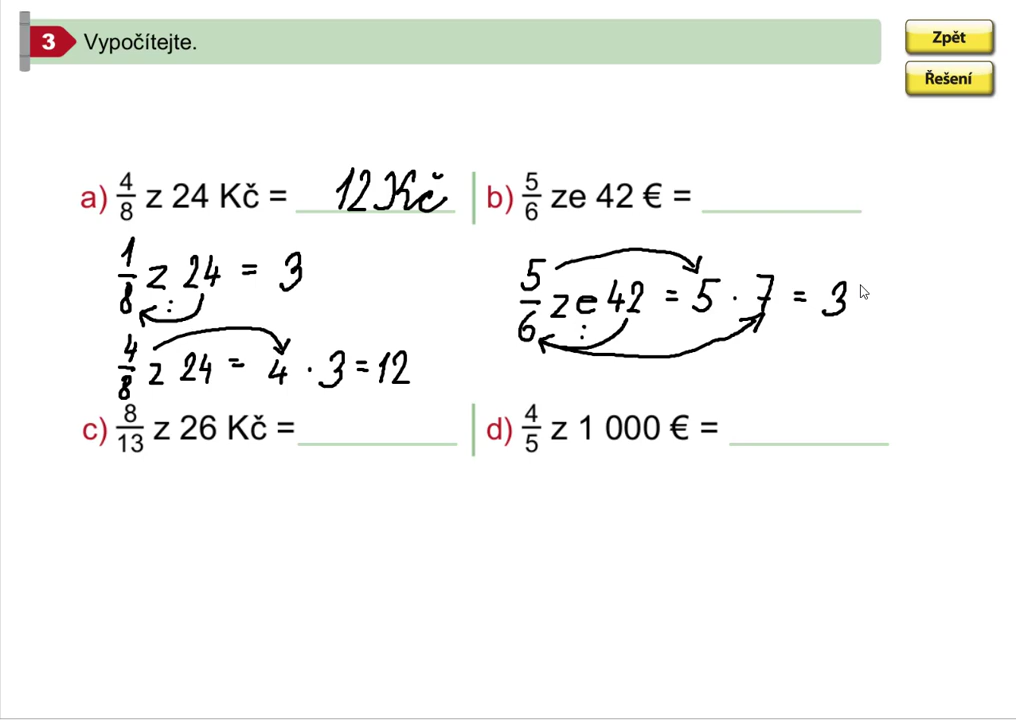 3 Vypočítejte.
Zpět
Řešení
a) 4/8 z 24 Kč = 12 Kč
b) 5/6 ze 42 € =
1/8 z 24 = 3
:
4/8 z 24 = 4 · 3 = 12
5/6 ze 42 = 5 · 7 = 3
:
c) 8/13 z 26 Kč =
d) 4/5 z 1 000 € =